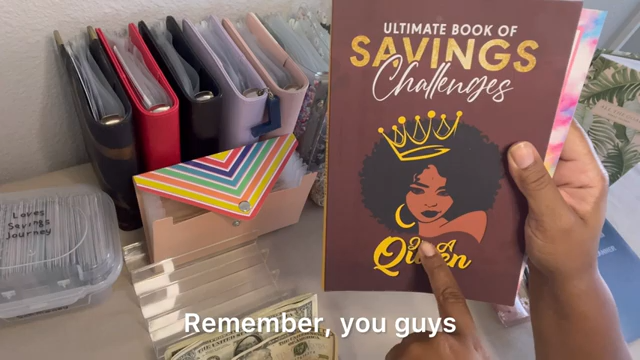 ULTIMATE BOOK OF
SAVINGS
Challenges
Queen
Loves
Savings
Journey
Remember, you guys